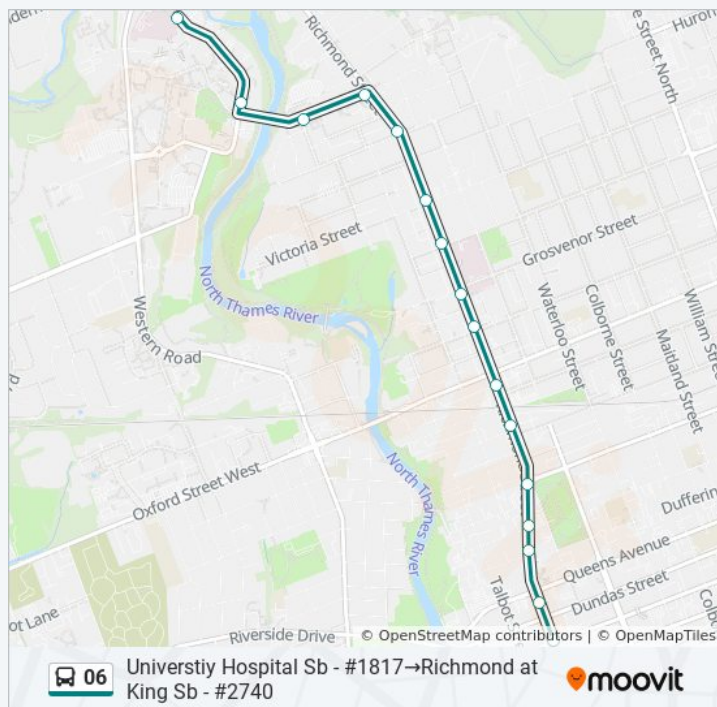 Richmond St
Huron
e Street North
Victoria Street
Grosvenor Street
North Thames River
Western Road
Waterloo Street
Colborne Street
William Stre
Maitland Street
Oxford Street West
North Thames River
Dufferin
Queens Avenue
Dundas Street
Talbot S
Colb
ot Lane
Riverside Drive
© OpenStreetMap contributors | © OpenMapTiles
06
Universtiy Hospital Sb - #1817→Richmond at
King Sb - #2740
moovit